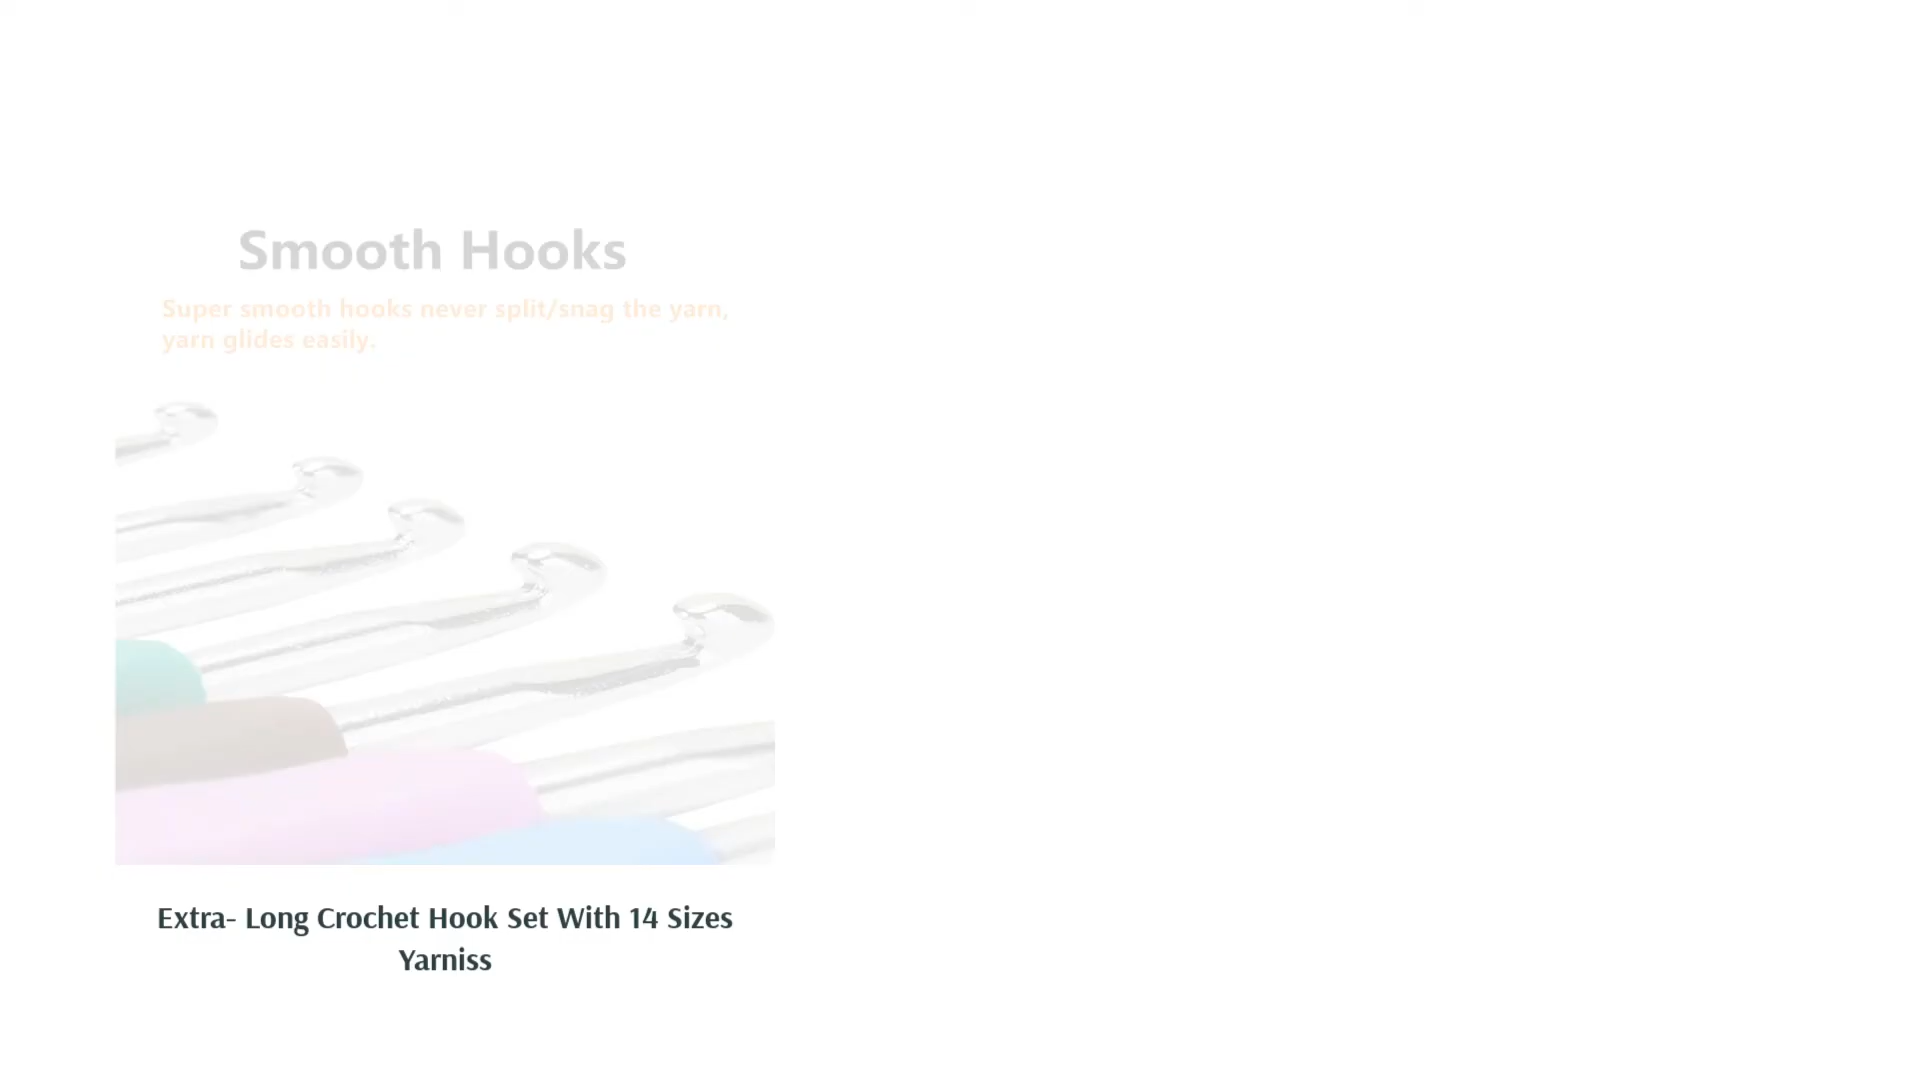 Smooth Hooks
Super smooth hooks never split/snag the yarn,
yarn glides easily.
Extra- Long Crochet Hook Set With 14 Sizes
Yarniss